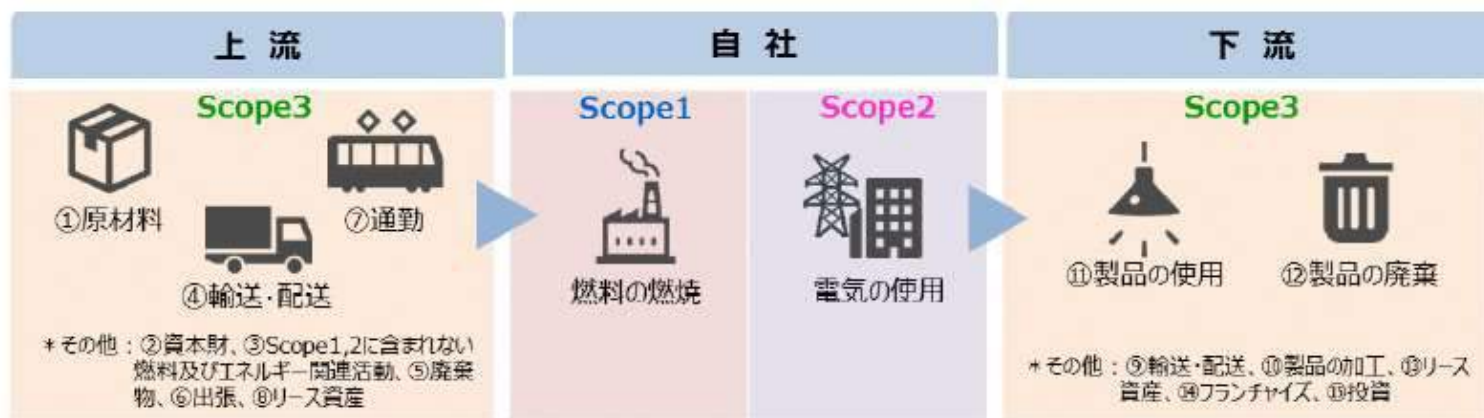 上 流
自 社
下 流
Scope3
①原材料
⑦通勤
④輸送・配送
*その他：②資本財、③Scope1,2に含まれない
燃料及びエネルギー関連活動、⑤廃棄
物、⑥出張、⑧リース資産
Scope1
燃料の燃焼
Scope2
電気の使用
Scope3
⑪製品の使用
⑫製品の廃棄
*その他：⑨輸送・配送、⑩製品の加工、⑬リース
資産、⑭フランチャイズ、⑮投資